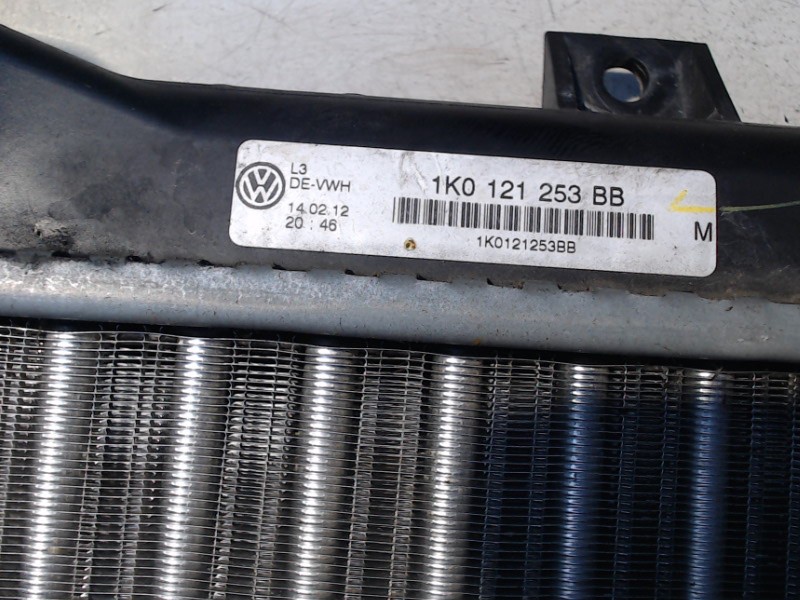 L3
DE-VWH
14.02.12
20 : 46
1K0 121 253 BB
1K0121253BB
M